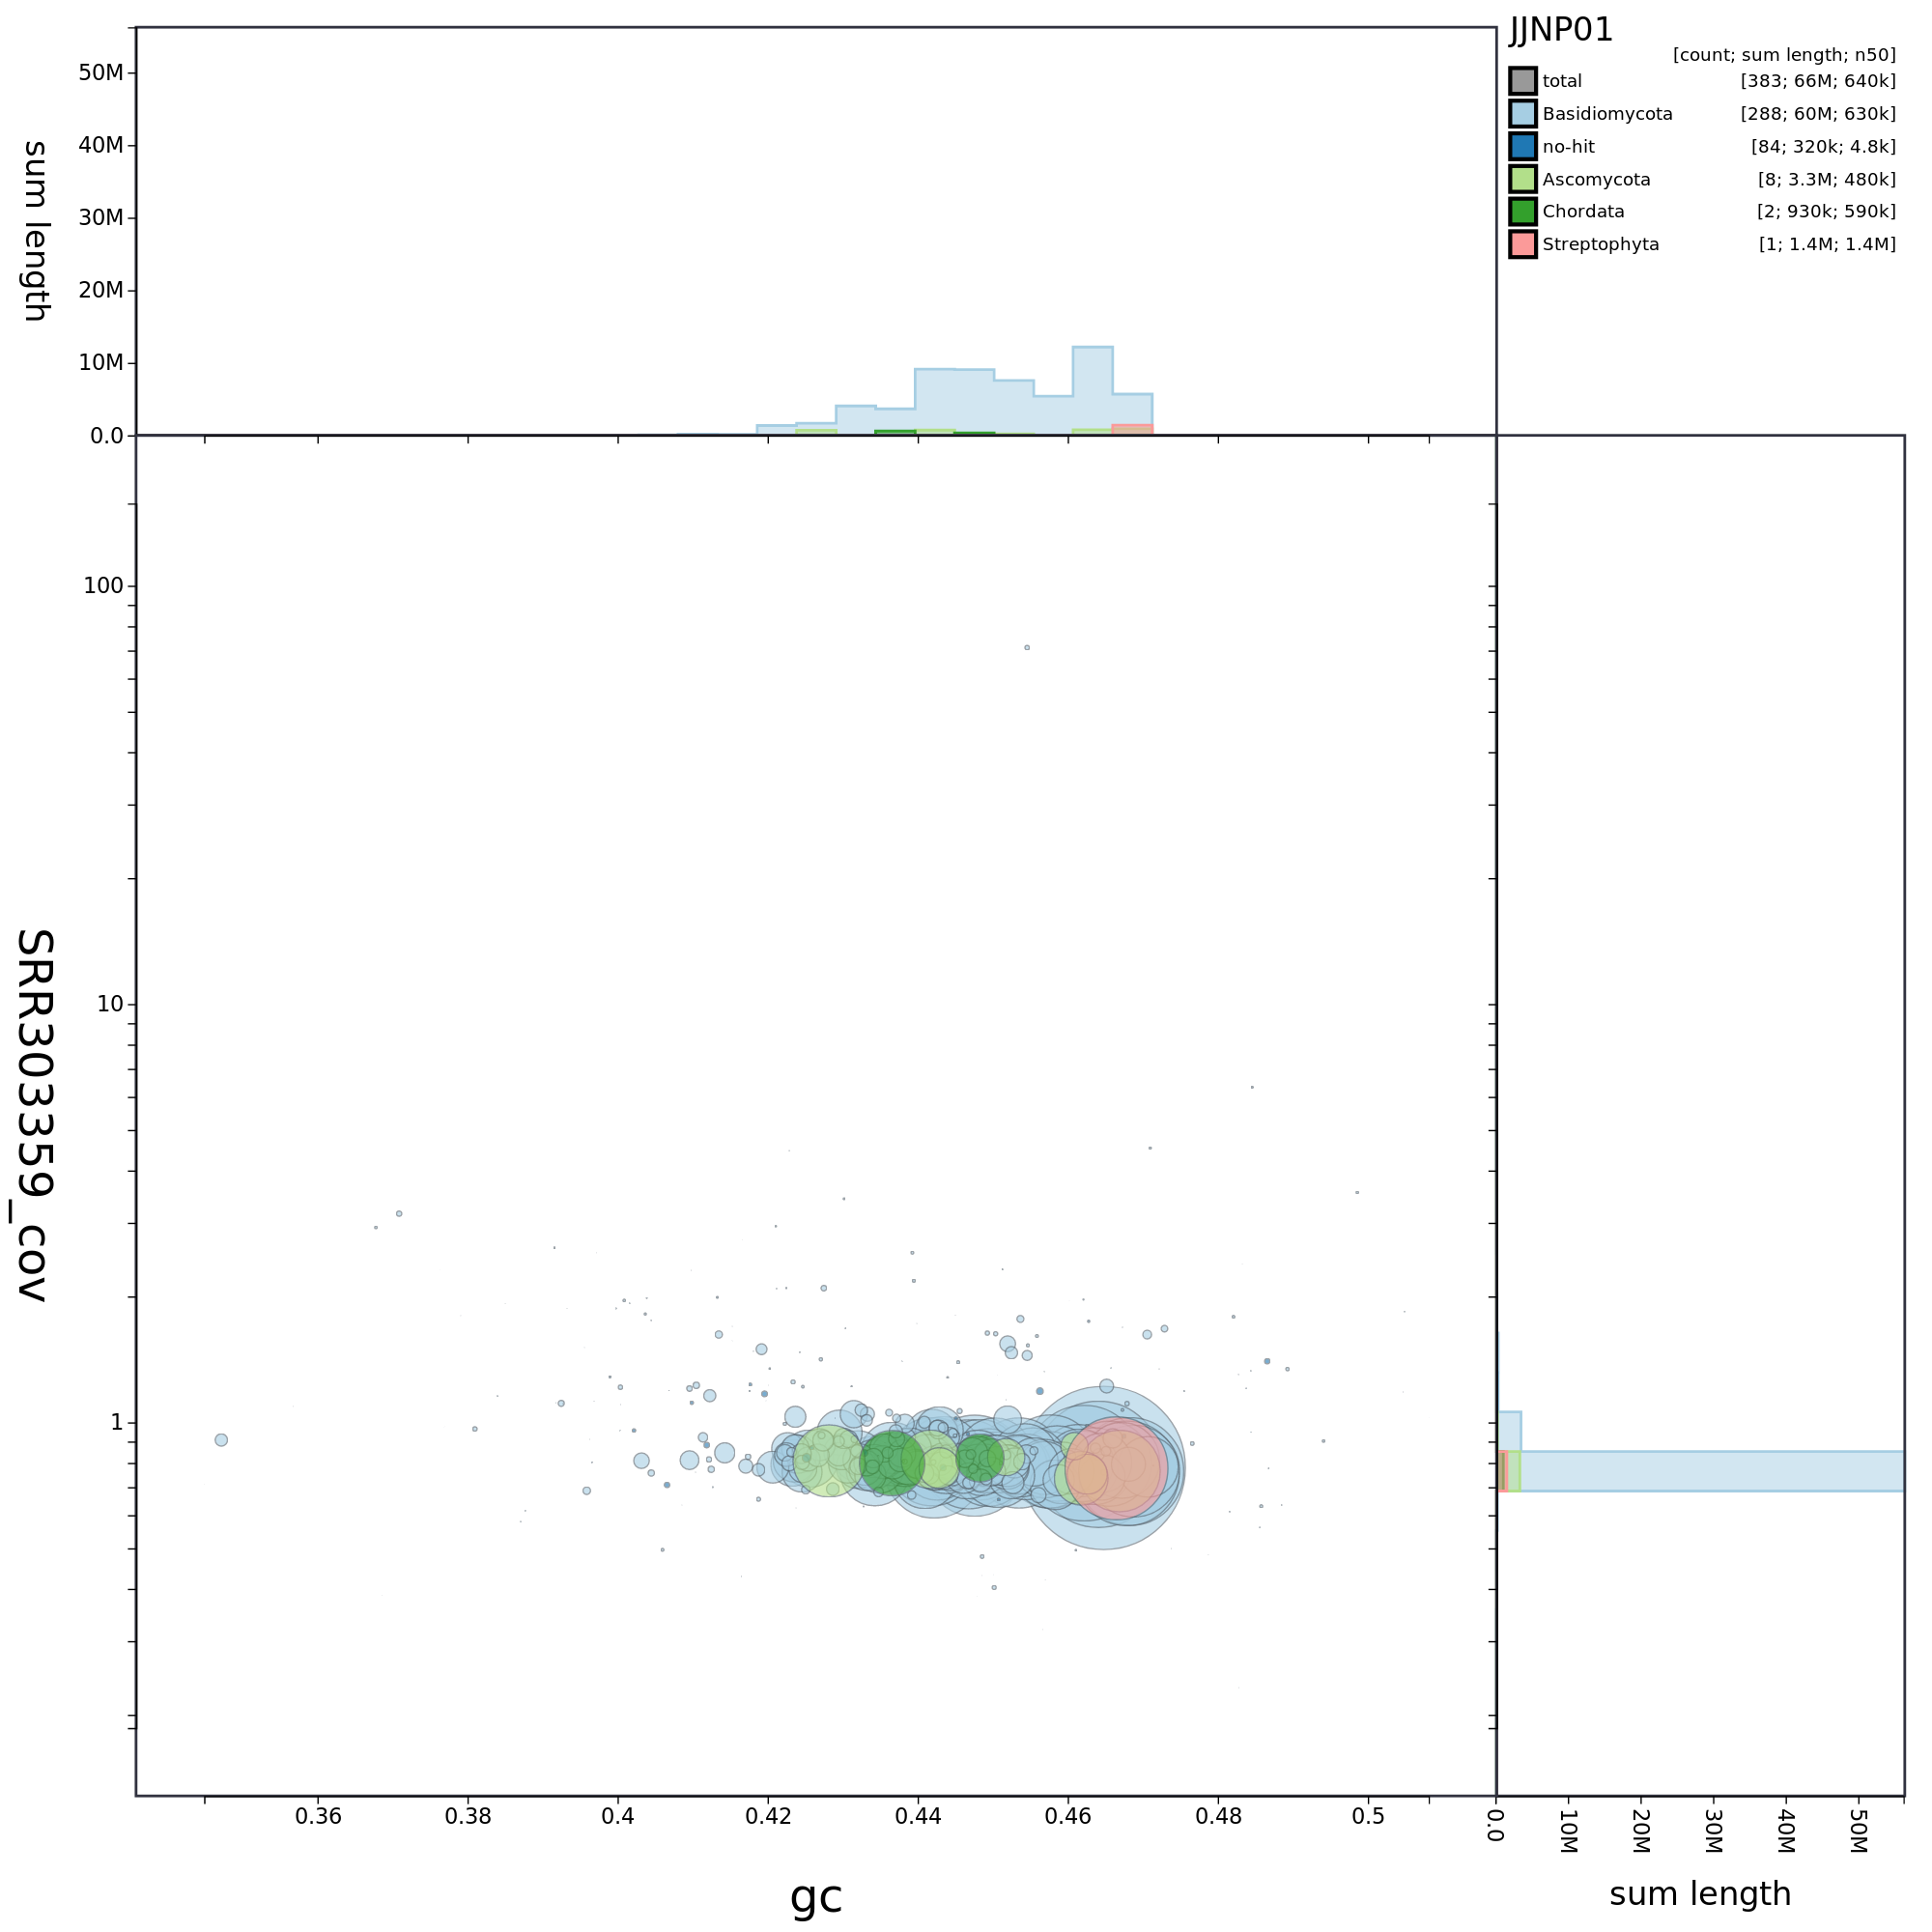 JJNP01
[count; sum length; n50]
total [383; 66M; 640k]
Basidiomycota [288; 60M; 630k]
no-hit [84; 320k; 4.8k]
Ascomycota [8; 3.3M; 480k]
Chordata [2; 930k; 590k]
Streptophyta [1; 1.4M; 1.4M]
sum length
50M
40M
30M
20M
10M
0.0
SRR303359_cov
100
10
1
0.36 0.38 0.4 0.42 0.44 0.46 0.48 0.5
gc
0.0 10M 20M 30M 40M 50M
sum length